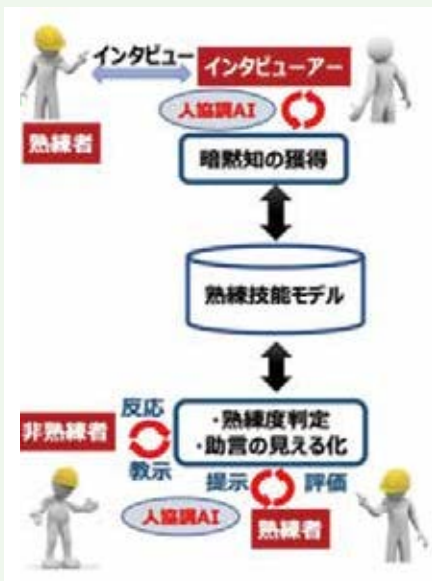 インタビュー
インタビューアー
人協調AI
熟練者
暗黙知の獲得
熟練技能モデル
反応
非熟練者
教示
・熟練度判定
・助言の見える化
提示
評価
人協調AI
熟練者